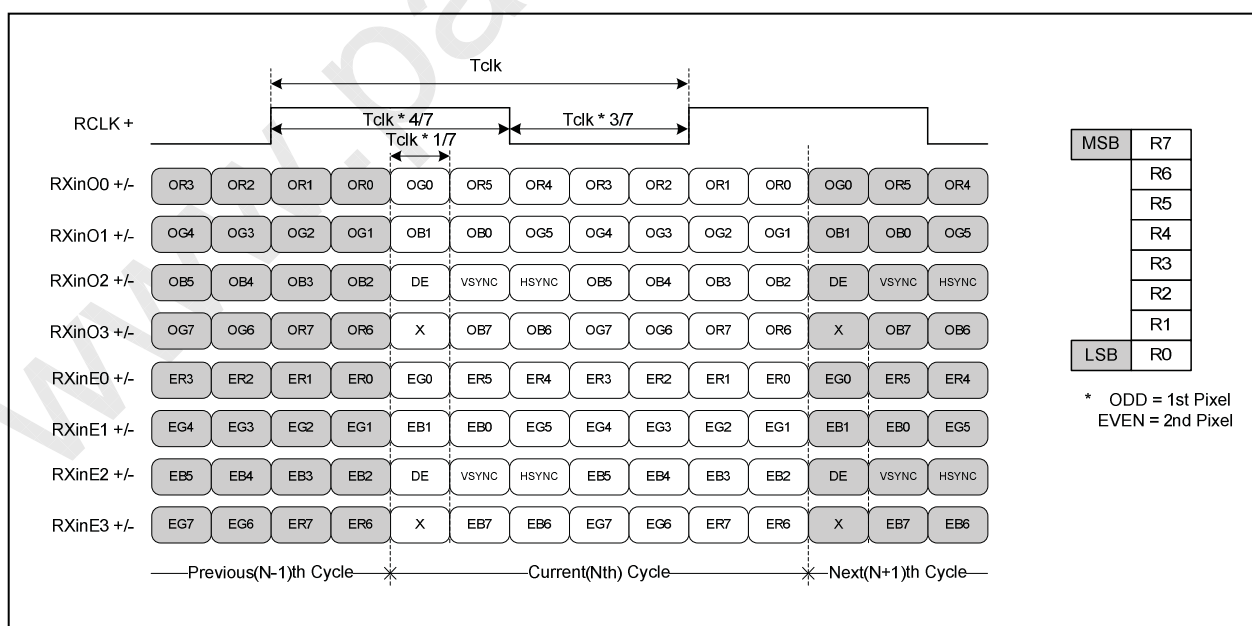 www.pa
Tclk
RCLK +
Tclk * 4/7 Tclk * 3/7
Tclk * 1/7
RXinO0 +/- OR3 OR2 OR1 OR0 OG0 OR5 OR4 OR3 OR2 OR1 OR0 OG0 OR5 OR4
RXinO1 +/- OG4 OG3 OG2 OG1 OB1 OB0 OG5 OG4 OG3 OG2 OG1 OB1 OB0 OG5
RXinO2 +/- OB5 OB4 OB3 OB2 DE VSYNC HSYNC OB5 OB4 OB3 OB2 DE VSYNC HSYNC
RXinO3 +/- OG7 OG6 OR7 OR6 X OB7 OB6 OG7 OG6 OR7 OR6 X OB7 OB6
RXinE0 +/- ER3 ER2 ER1 ER0 EG0 ER5 ER4 ER3 ER2 ER1 ER0 EG0 ER5 ER4
RXinE1 +/- EG4 EG3 EG2 EG1 EB1 EB0 EG5 EG4 EG3 EG2 EG1 EB1 EB0 EG5
RXinE2 +/- EB5 EB4 EB3 EB2 DE VSYNC HSYNC EB5 EB4 EB3 EB2 DE VSYNC HSYNC
RXinE3 +/- EG7 EG6 ER7 ER6 X EB7 EB6 EG7 EG6 ER7 ER6 X EB7 EB6
Previous(N-1)th Cycle Current(Nth) Cycle Next(N+1)th Cycle
MSB R7
R6
R5
R4
R3
R2
R1
LSB R0
* ODD = 1st Pixel
EVEN = 2nd Pixel